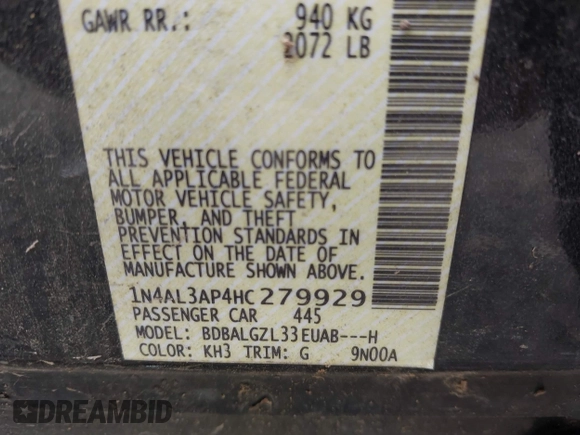 GAWR RR.: 940 KG
2072 LB
THIS VEHICLE CONFORMS TO
ALL APPLICABLE FEDERAL
MOTOR VEHICLE SAFETY,
BUMPER, AND THEFT
PREVENTION STANDARDS IN
EFFECT ON THE DATE OF
MANUFACTURE SHOWN ABOVE.
1N4AL3AP4HC279929
PASSENGER CAR 445
MODEL: BDBALGZL33EUAB---H
COLOR: KH3 TRIM: G 9N00A
DREAMBID